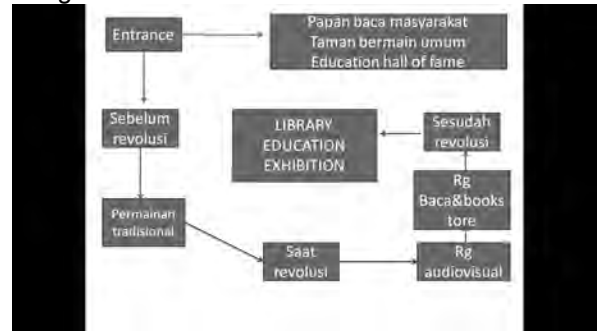 Entrance
Papan baca masyarakat
Taman bermain umum
Education hall of fame
Sebelum
revolusi
LIBRARY
EDUCATION
EXHIBITION
Sesudah
revolusi
Permainan
tradisional
Rg
Baca&books
tore
Saat
revolusi
Rg
audiovisual